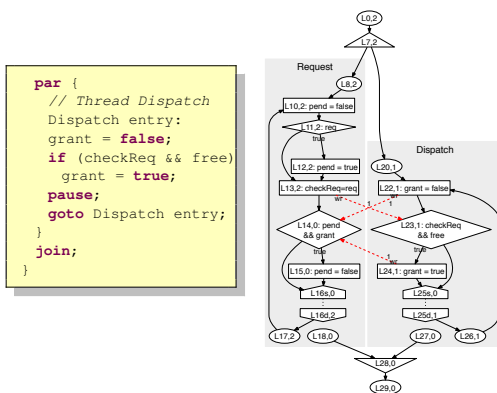 par {
// Thread Dispatch
Dispatch entry:
grant = false;
if (checkReq && free)
grant = true;
pause;
goto Dispatch entry;
}
join;
}
L0,2
L7,2
Request
L8,2
L10,2: pend = false
L11,2: req
true
L12,2: pend = true
L13,2: checkReq=req
wr
L14,0: pend
&& grant
true
L15,0: pend = false
L16s,0
L16d,2
L17,2
L18,0
Dispatch
L20,1
L22,1: grant = false
wr
1
L23,1: checkReq
&& free
true
1
wr
L24,1: grant = true
L25s,0
L25d,1
L26,1
L27,0
L28,0
L29,0